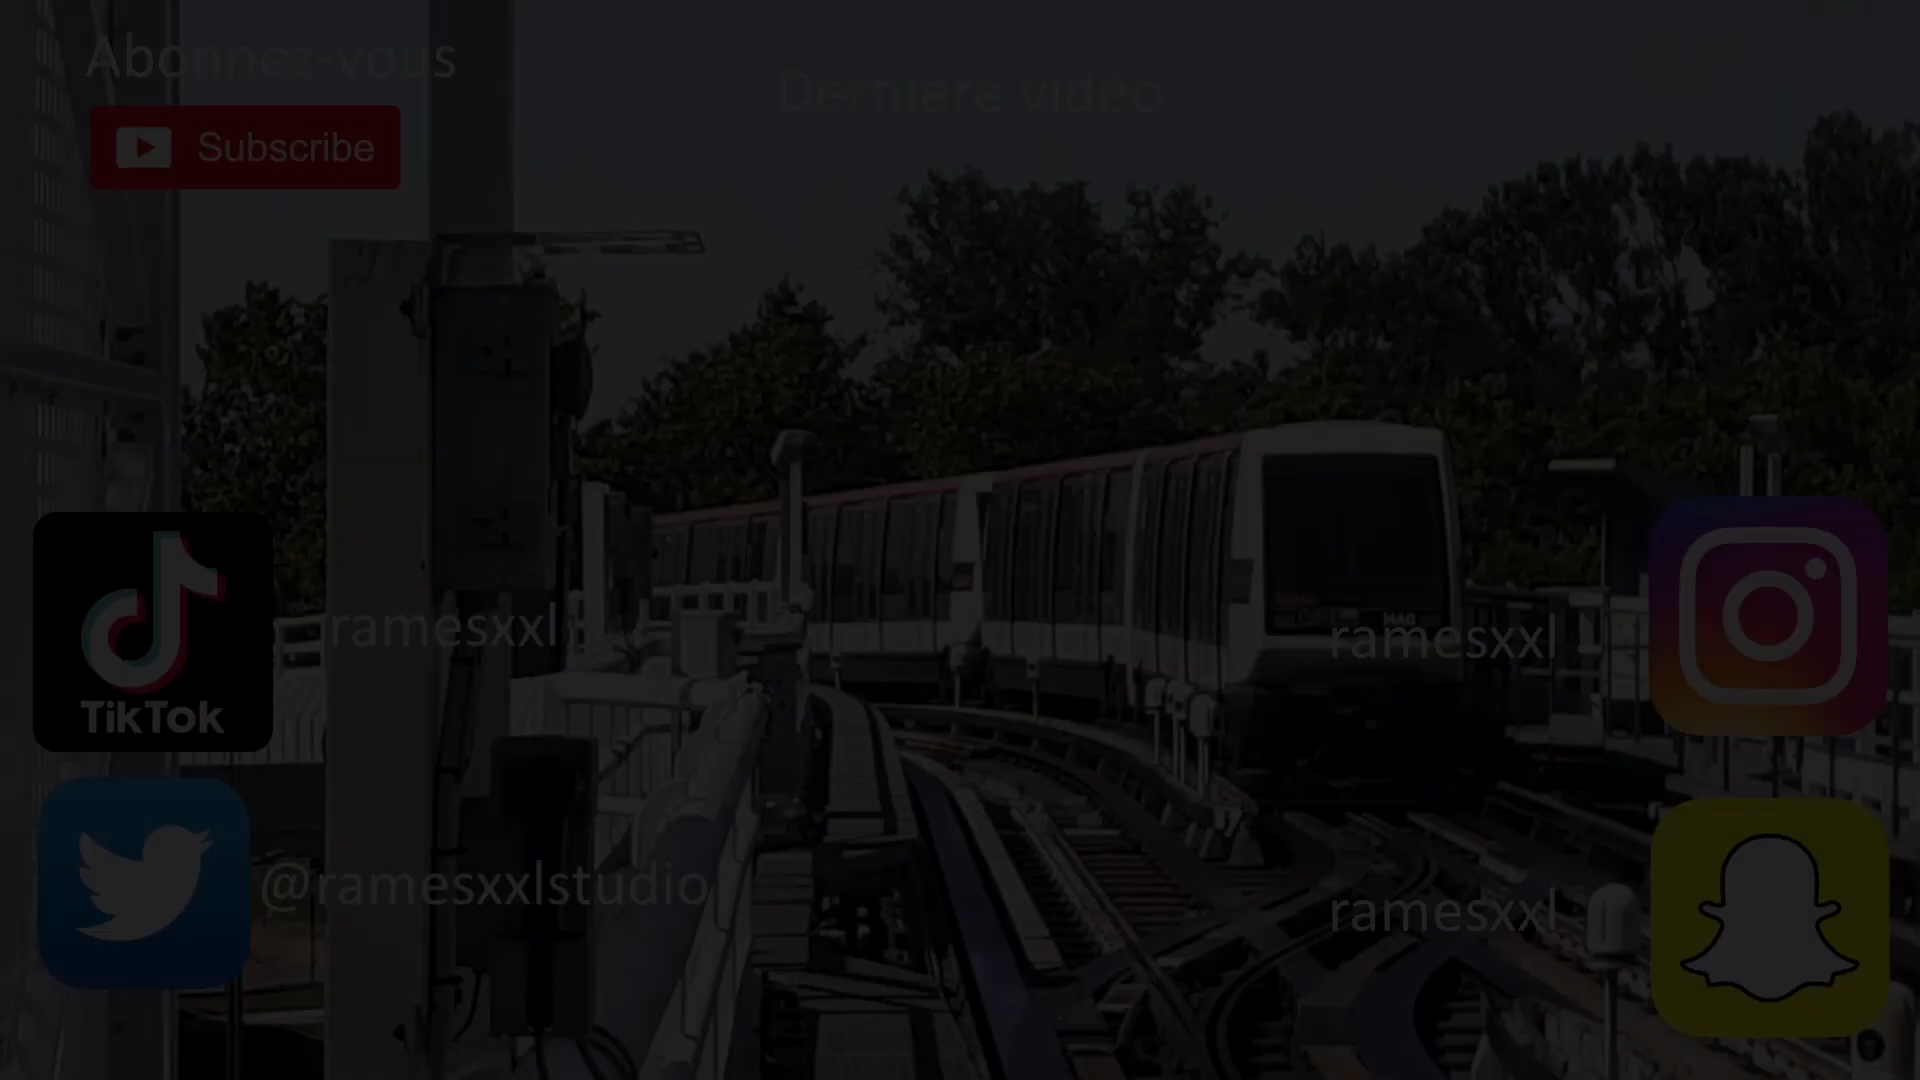 Abonnez-vous
Dernière vidéo
Subscribe
TikTok
ramesxxl
ramesxxl
@ramesxxlstudio
ramesxxl